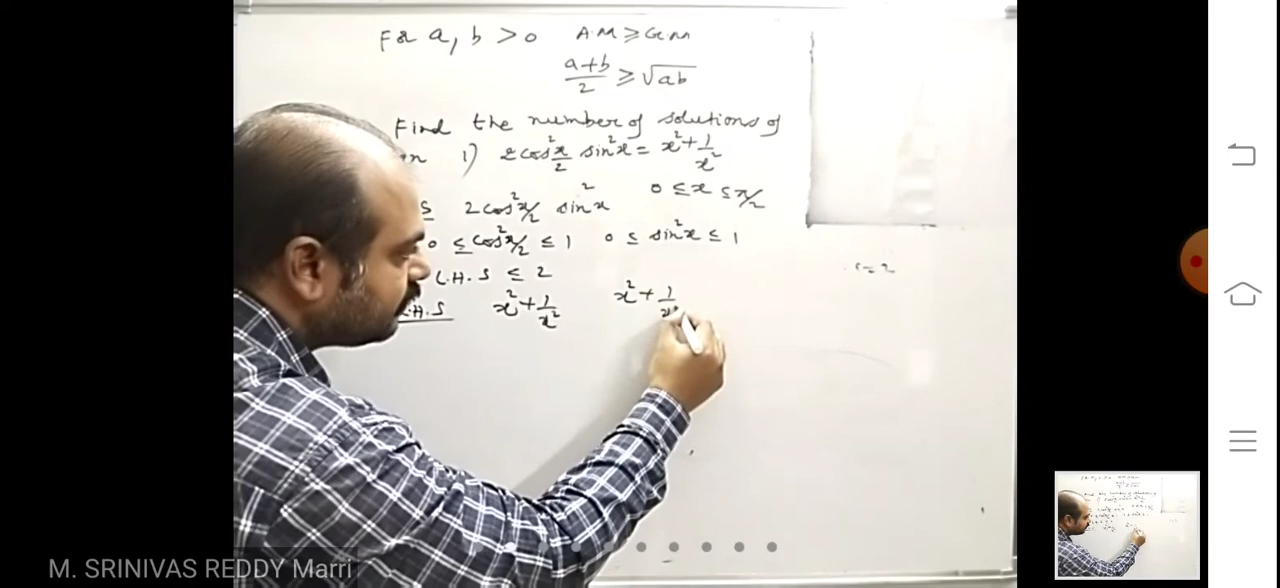 For a, b > 0 A.M ≥ G.M
a+b/2 ≥ √ab
Find the number of solutions of
1) 2cos²x/2 sin²x = x²+1/x²
0 ≤ x ≤ π/2
2cos²x/2 sin²x
0 ≤ cos²x/2 ≤ 1 0 ≤ sin²x ≤ 1
L.H.S ≤ 2
.H.S x²+1/x² x²+1/x²
M. SRINIVAS REDDY Marri